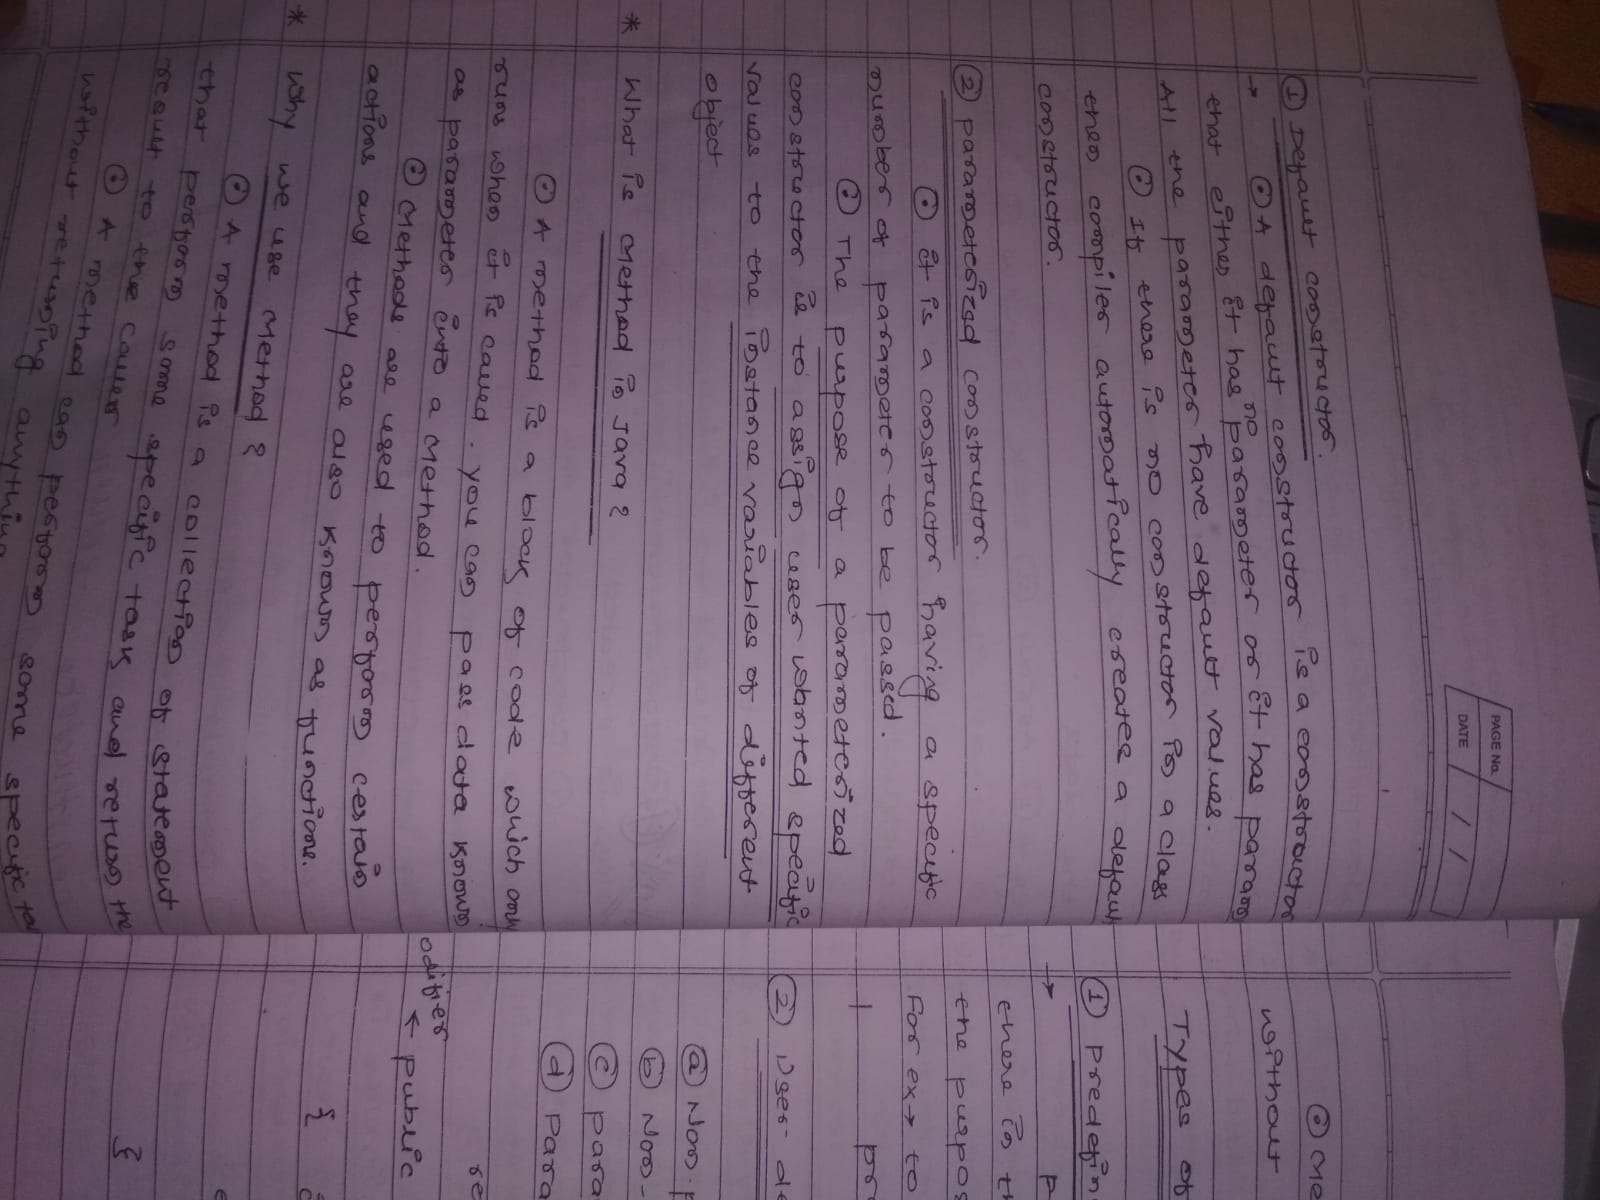 PAGE No.
DATE / /
① Default constructor.
→ ⊙ A default constructor is a constructor
that either it has no parameter or it has param
All the parameter have default values.
⊙ If there is no constructor in a class
then compiler automatically creates a default
constructor.
② parameterized constructor.
⊙ it is a constructor having a specific
number of parameter to be passed.
⊙ The purpose of a parameterized
constructor is to assign user wanted specific
values to the instance variables of different
object
* What is Method in Java?
⊙ A method is a block of code which only
runs when it is called. you can pass data known
as parameter into a method.
⊙ Methods are used to perform certain
actions and they are also known as functions.
* Why we use Method?
⊙ A method is a collection of statement
that perform some specific task and return the
result to the caller
⊙ A method can perform some specific
without returning anything
⊙ Me
without
Types of
① predefin
→ P
there in th
the purpos
For ex → to
pr
② User-de
ⓐ Non-p
ⓑ Non-
ⓒ para
ⓓ Para
re
odifier ← public
{
{